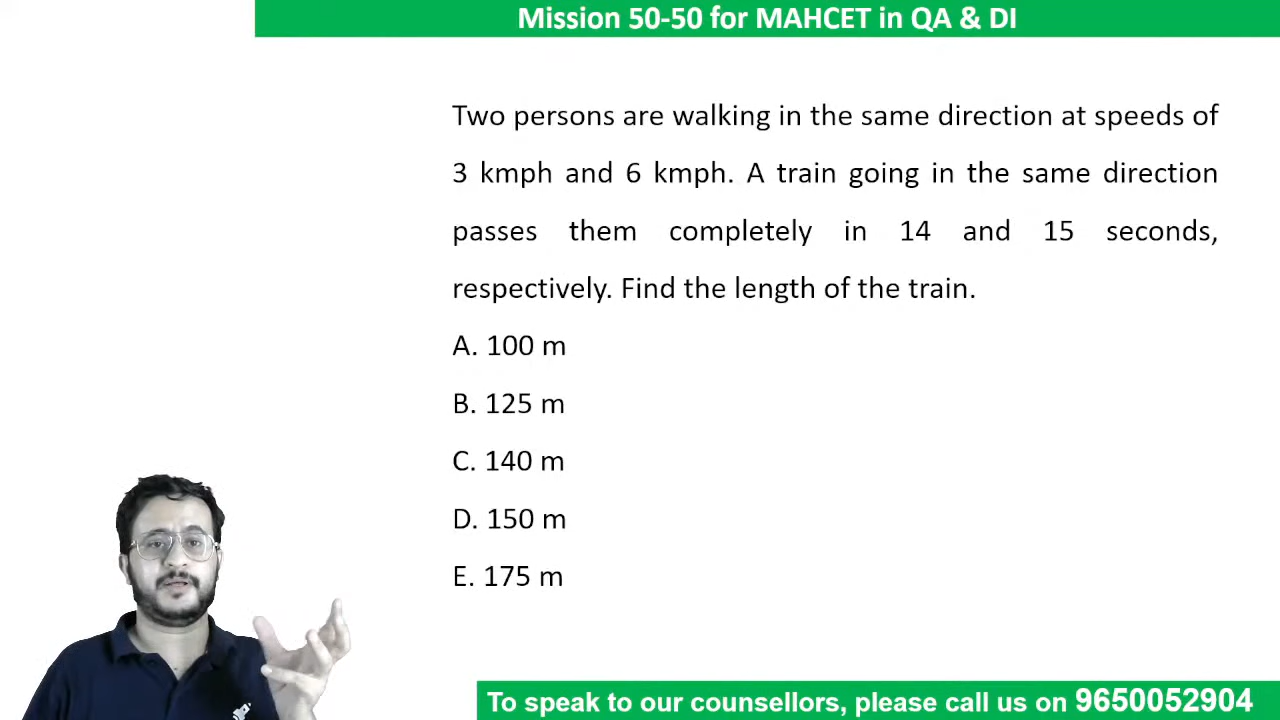 Mission 50-50 for MAHCET in QA & DI
Two persons are walking in the same direction at speeds of
3 kmph and 6 kmph. A train going in the same direction
passes them completely in 14 and 15 seconds,
respectively. Find the length of the train.
A. 100 m
B. 125 m
C. 140 m
D. 150 m
E. 175 m
To speak to our counsellors, please call us on 9650052904